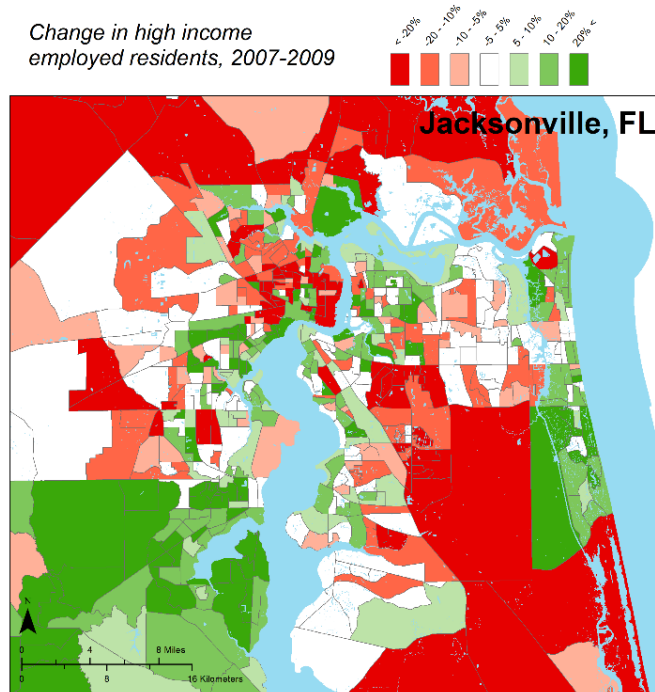 Change in high income
employed residents, 2007-2009
< -20%
-20 - -10%
-10 - -5%
-5 - 5%
5 - 10%
10 - 20%
20% <
Jacksonville, FL
0 4 8 Miles
0 8 16 Kilometers